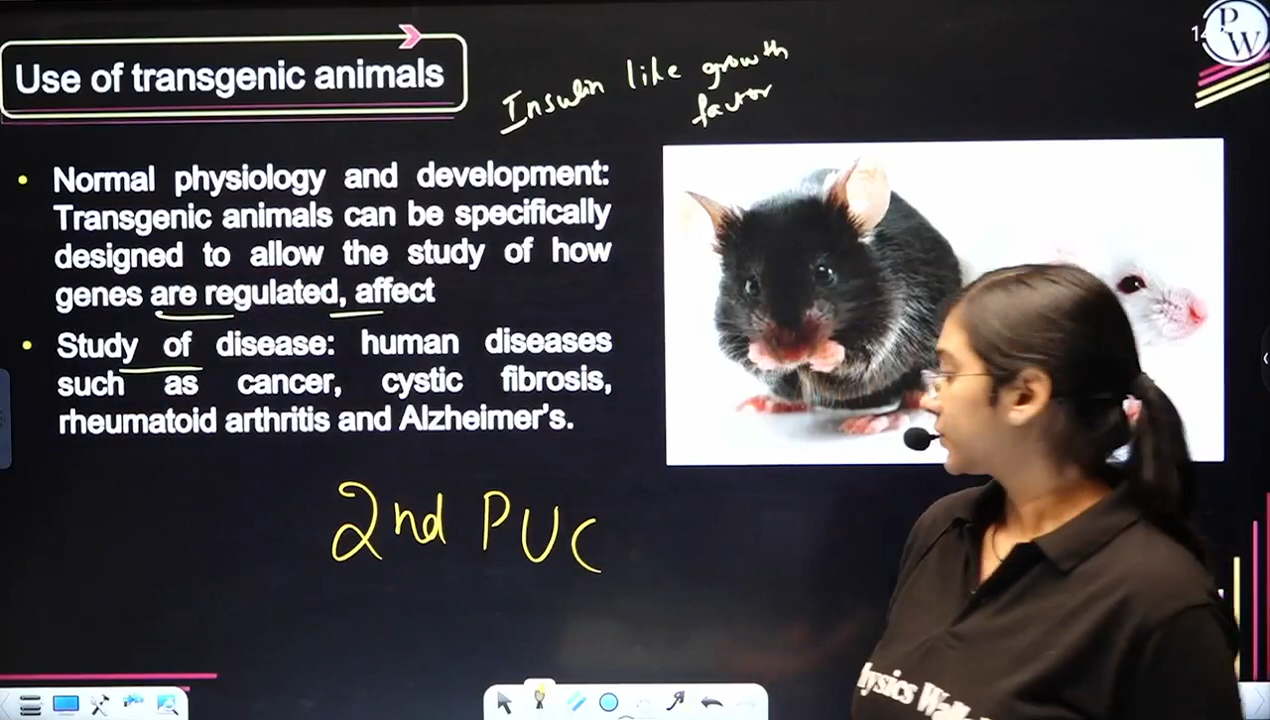 Use of transgenic animals
Insulin like growth
factor
PW
• Normal physiology and development:
Transgenic animals can be specifically
designed to allow the study of how
genes are regulated, affect
• Study of disease: human diseases
such as cancer, cystic fibrosis,
rheumatoid arthritis and Alzheimer's.
2nd PUC